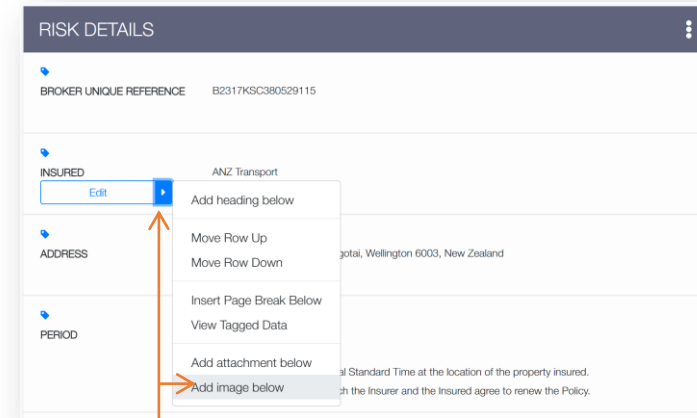 RISK DETAILS
BROKER UNIQUE REFERENCE B2317KSC380529115
INSURED ANZ Transport
Edit
Add heading below
Move Row Up
ADDRESS gotai, Wellington 6003, New Zealand
Move Row Down
Insert Page Break Below
View Tagged Data
PERIOD
Add attachment below
al Standard Time at the location of the property insured.
Add image below
ch the Insurer and the Insured agree to renew the Policy.